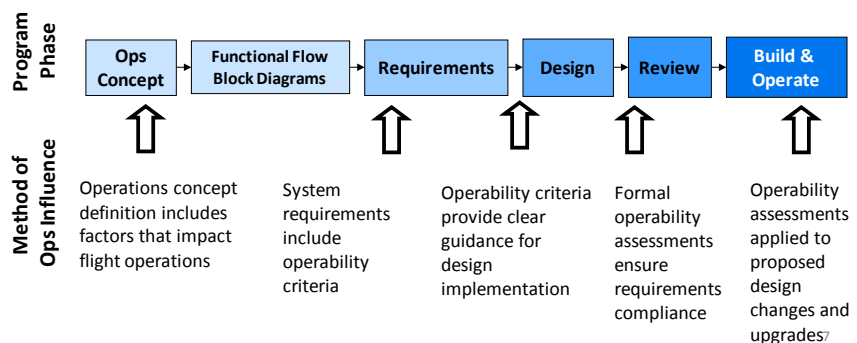 Program
Phase
Ops
Concept
Functional Flow
Block Diagrams
Requirements
Design
Review
Build &
Operate
Method of
Ops Influence
Operations concept
definition includes
factors that impact
flight operations
System
requirements
include
operability
criteria
Operability criteria
provide clear
guidance for
design
implementation
Formal
operability
assessments
ensure
requirements
compliance
Operability
assessments
applied to
proposed
design
changes and
upgrades
7